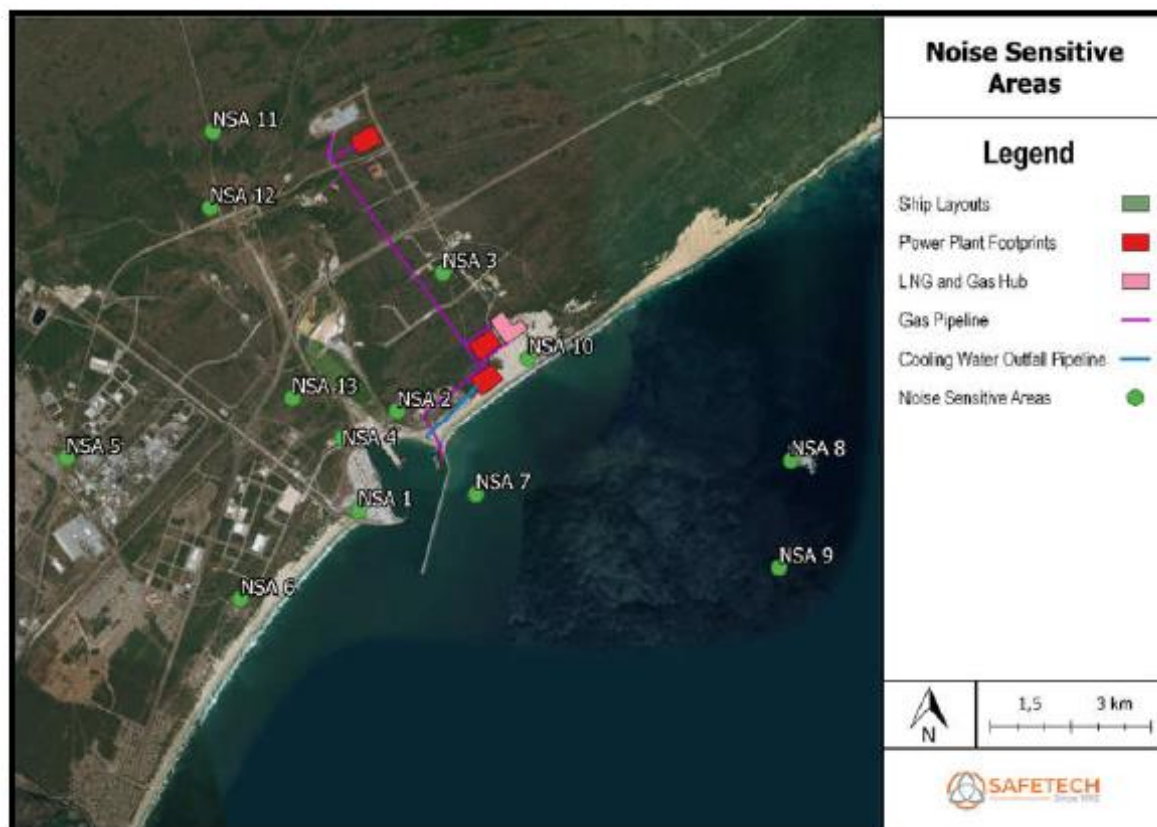 Noise Sensitive
Areas
Legend
Ship Layouts
Power Plant Footprints
LNG and Gas Hub
Gas Pipeline
Cooling Water Outfall Pipeline
Noise Sensitive Areas
NSA 11
NSA 12
NSA 3
NSA 10
NSA 13
NSA 2
NSA 4
NSA 5
NSA 8
NSA 7
NSA 1
NSA 9
NSA 6
N
1,5 3 km
SAFETECH